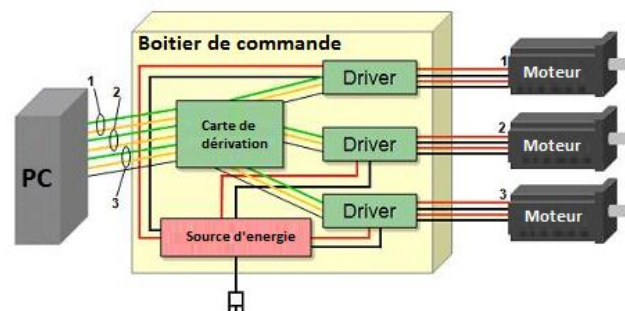 Boitier de commande
1
2
3
PC
Carte de
dérivation
Source d'energie
Driver
Driver
Driver
1
2
3
Moteur
Moteur
Moteur